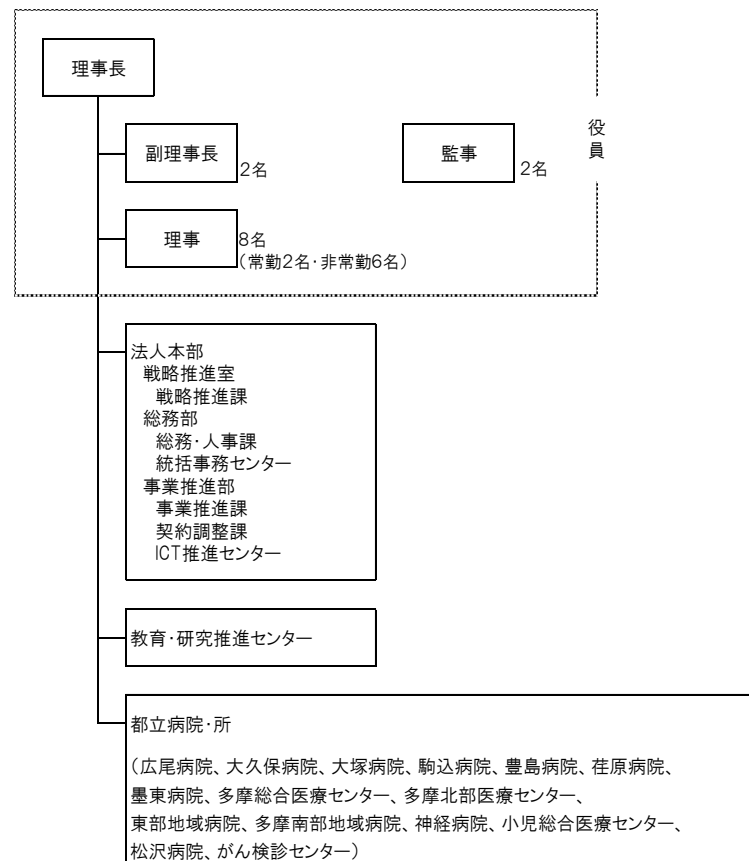 理事長
役員
副理事長
2名
監事
2名
理事
8名
(常勤2名・非常勤6名)
法人本部
戦略推進室
戦略推進課
総務部
総務・人事課
統括事務センター
事業推進部
事業推進課
契約調整課
ICT推進センター
教育・研究推進センター
都立病院・所
(広尾病院、大久保病院、大塚病院、駒込病院、豊島病院、荏原病院、
墨東病院、多摩総合医療センター、多摩北部医療センター、
東部地域病院、多摩南部地域病院、神経病院、小児総合医療センター、
松沢病院、がん検診センター)